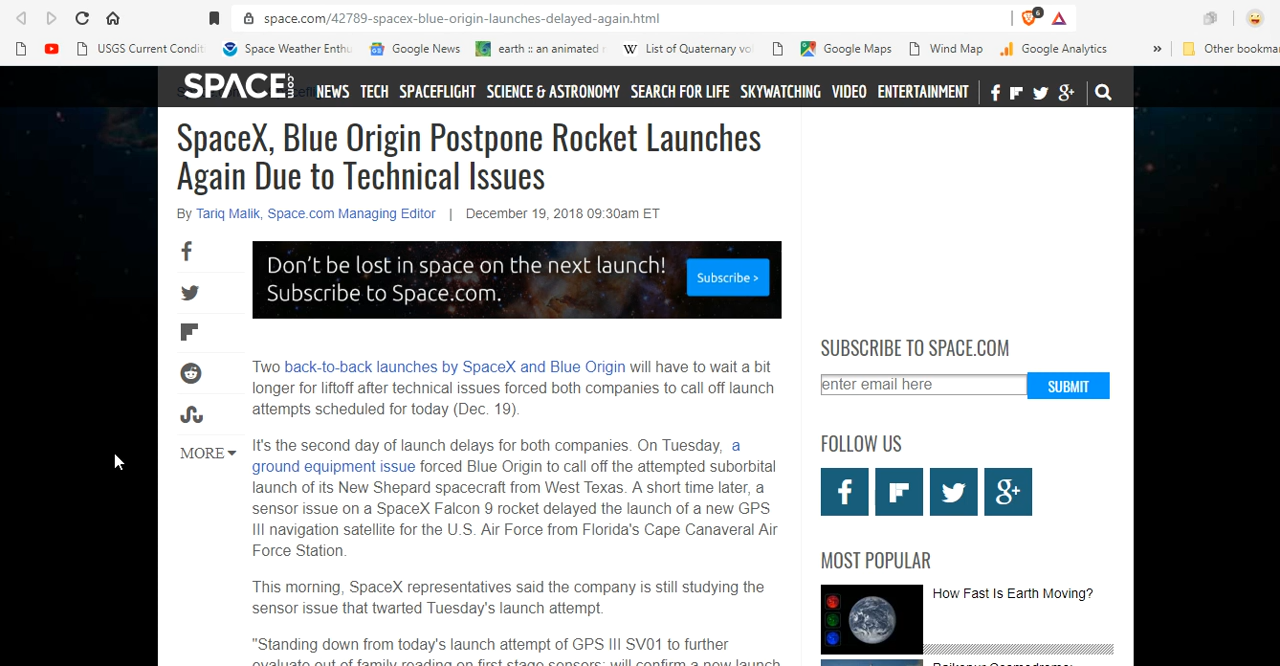 space.com/42789-spacex-blue-origin-launches-delayed-again.html
6
USGS Current Condit
Space Weather Enthu
Google News
earth :: an animated
W List of Quaternary vo
Google Maps
Wind Map
Google Analytics
»
Other bookma
SPACE.com
NEWS TECH SPACEFLIGHT SCIENCE & ASTRONOMY SEARCH FOR LIFE SKYWATCHING VIDEO ENTERTAINMENT
SpaceX, Blue Origin Postpone Rocket Launches
Again Due to Technical Issues
By Tariq Malik, Space.com Managing Editor | December 19, 2018 09:30am ET
Don't be lost in space on the next launch!
Subscribe to Space.com.
Subscribe >
Two back-to-back launches by SpaceX and Blue Origin will have to wait a bit
longer for liftoff after technical issues forced both companies to call off launch
attempts scheduled for today (Dec. 19).
MORE
It's the second day of launch delays for both companies. On Tuesday, a
ground equipment issue forced Blue Origin to call off the attempted suborbital
launch of its New Shepard spacecraft from West Texas. A short time later, a
sensor issue on a SpaceX Falcon 9 rocket delayed the launch of a new GPS
III navigation satellite for the U.S. Air Force from Florida's Cape Canaveral Air
Force Station.
This morning, SpaceX representatives said the company is still studying the
sensor issue that twarted Tuesday's launch attempt.
"Standing down from today's launch attempt of GPS III SV01 to further
evaluate out of family reading on first stage sensors; will confirm a new launch
SUBSCRIBE TO SPACE.COM
enter email here
SUBMIT
FOLLOW US
MOST POPULAR
How Fast Is Earth Moving?
Baikonur Cosmodrome: